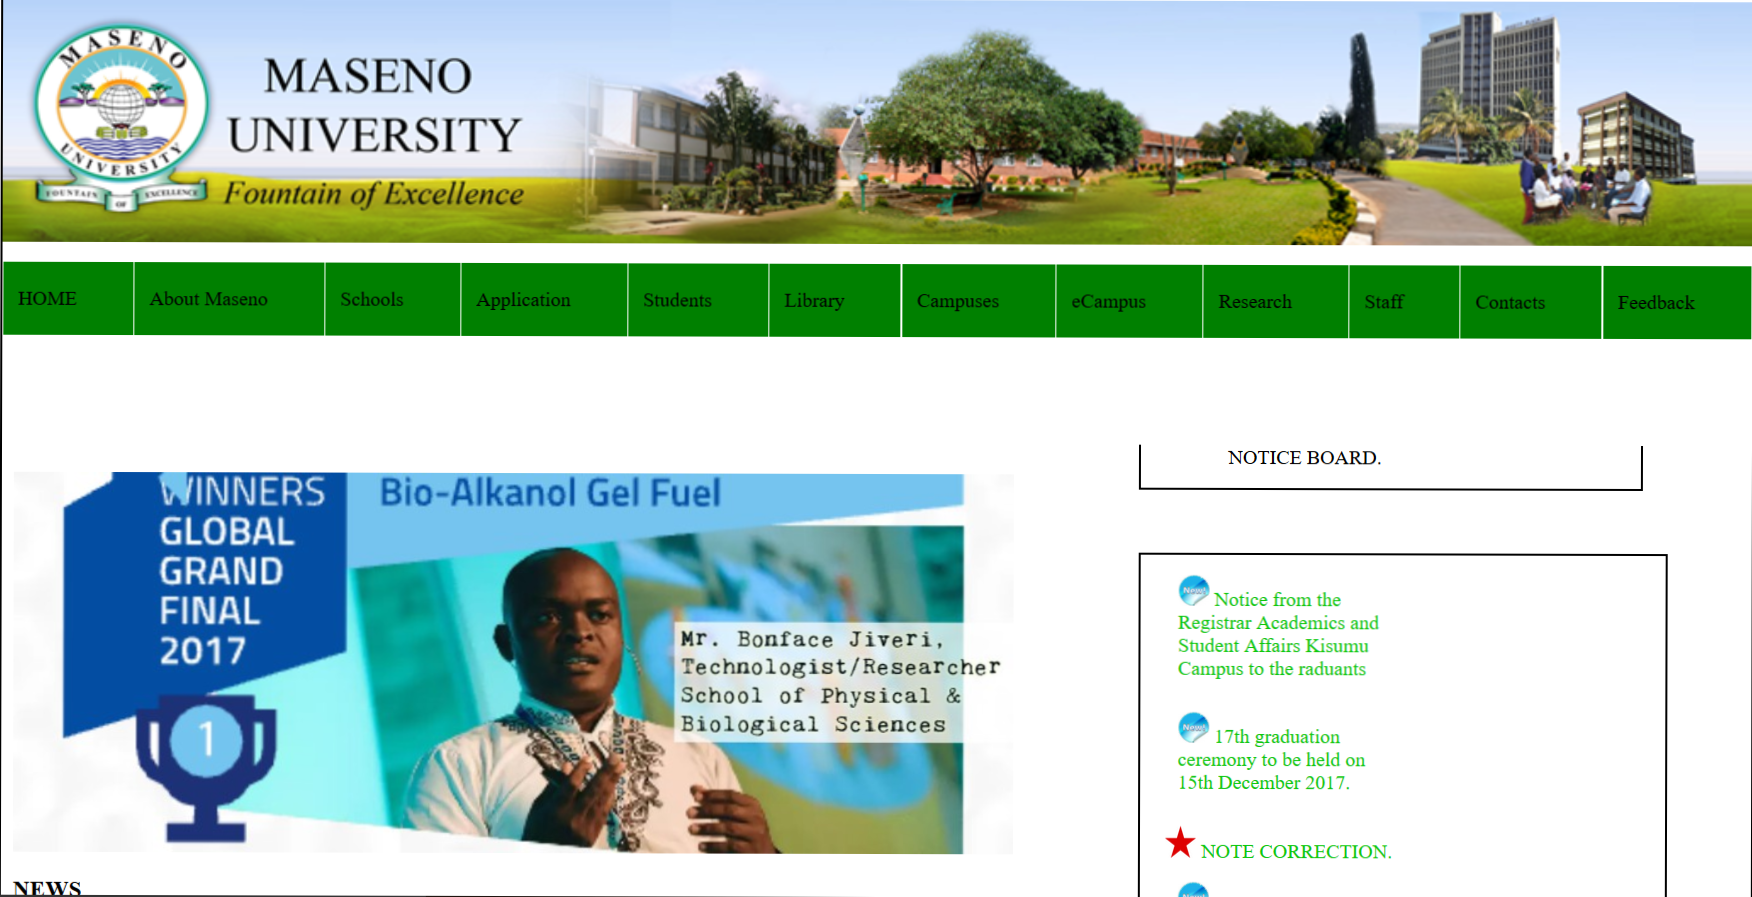 MASENO
UNIVERSITY
FOUNTAIN OF EXCELLENCE
MASENO
UNIVERSITY
Fountain of Excellence
HOME About Maseno Schools Application Students Library Campuses eCampus Research Staff Contacts Feedback
NOTICE BOARD.
WINNERS
GLOBAL
GRAND
FINAL
2017
1
Bio-Alkanol Gel Fuel
Mr. Bonface Jiveri,
Technologist/Researcher
School of Physical &
Biological Sciences
New! Notice from the
Registrar Academics and
Student Affairs Kisumu
Campus to the raduants
New! 17th graduation
ceremony to be held on
15th December 2017.
NOTE CORRECTION.
NEWS